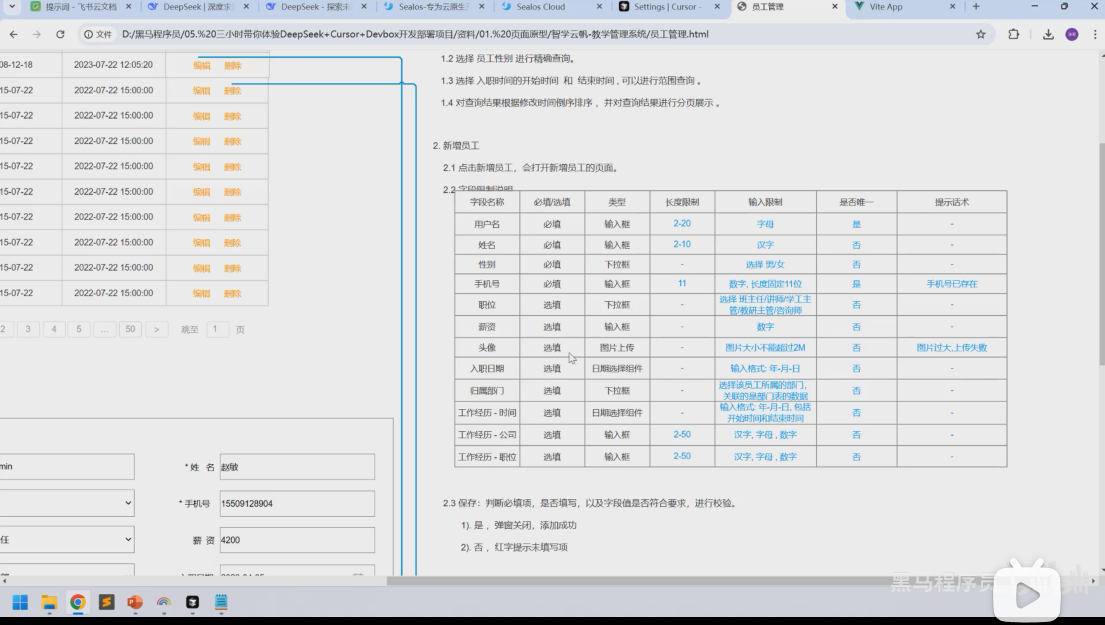 提示词 - 飞书云文档
DeepSeek | 深度求
DeepSeek - 探索未
Sealos-专为云原生
Sealos Cloud
Settings | Cursor -
员工管理
Vite App
文件 D:/黑马程序员/05.%20三小时带你体验DeepSeek+Cursor+Devbox开发部署项目/资料/01.%20页面原型/智学云帆-教学管理系统/员工管理.html
08-12-18 2023-07-22 12:05:20 编辑 删除
15-07-22 2022-07-22 15:00:00 编辑 删除
15-07-22 2022-07-22 15:00:00 编辑 删除
15-07-22 2022-07-22 15:00:00 编辑 删除
15-07-22 2022-07-22 15:00:00 编辑 删除
15-07-22 2022-07-22 15:00:00 编辑 删除
15-07-22 2022-07-22 15:00:00 编辑 删除
15-07-22 2022-07-22 15:00:00 编辑 删除
15-07-22 2022-07-22 15:00:00 编辑 删除
15-07-22 2022-07-22 15:00:00 编辑 删除
2 3 4 5 … 50 > 跳至 1 页
min
* 姓 名 赵敏
* 手机号 15509128904
任
薪 资 4200
1.2 选择 员工性别 进行精确查询。
1.3 选择 入职时间的开始时间 和 结束时间 , 可以进行范围查询 。
1.4 对查询结果根据修改时间倒序排序 ，并对查询结果进行分页展示 。
2. 新增员工
2.1 点击新增员工，会打开新增员工的页面。
2.2 字段限制说明
字段名称 必填/选填 类型 长度限制 输入限制 是否唯一 提示话术
用户名 必填 输入框 2-20 字母 是 -
姓名 必填 输入框 2-10 汉字 否 -
性别 必填 下拉框 - 选择 男/女 否 -
手机号 必填 输入框 11 数字, 长度固定11位 是 手机号已存在
职位 选填 下拉框 - 选择 班主任/讲师/学工主管/教研主管/咨询师 否 -
薪资 选填 输入框 - 数字 否 -
头像 选填 图片上传 - 图片大小不能超过2M 否 图片过大,上传失败
入职日期 选填 日期选择组件 - 输入格式: 年-月-日 否 -
归属部门 选填 下拉框 - 选择该员工所属的部门, 关联的是部门表的数据 否 -
工作经历 - 时间 选填 日期选择组件 - 输入格式: 年-月-日, 包括开始时间和结束时间 否 -
工作经历 - 公司 选填 输入框 2-50 汉字, 字母 , 数字 否 -
工作经历 - 职位 选填 输入框 2-50 汉字, 字母 , 数字 否 -
2.3 保存：判断必填项，是否填写，以及字段值是否符合要求，进行校验。
1). 是 ，弹窗关闭，添加成功
2). 否 ，红字提示未填写项
黑马程序员